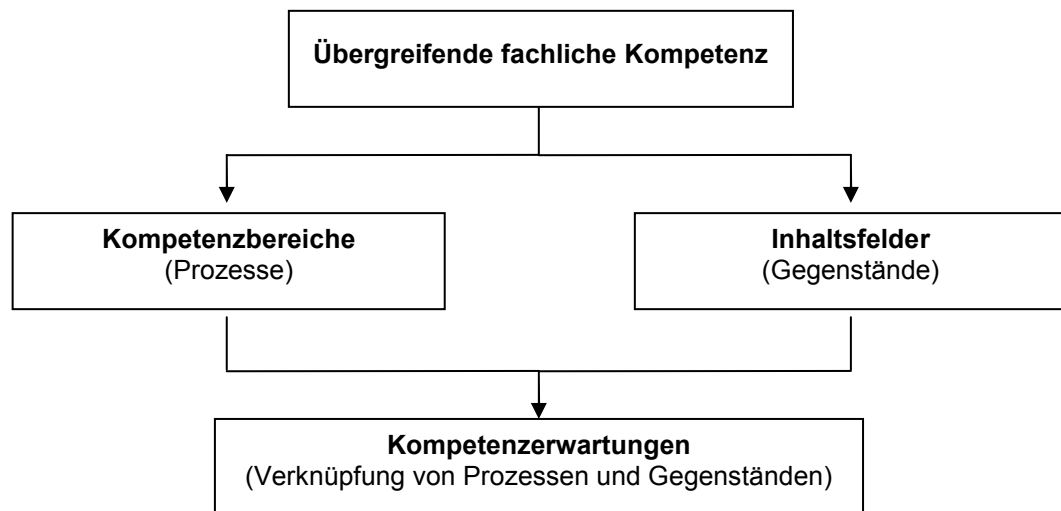 Übergreifende fachliche Kompetenz
Kompetenzbereiche
(Prozesse)
Inhaltsfelder
(Gegenstände)
Kompetenzerwartungen
(Verknüpfung von Prozessen und Gegenständen)